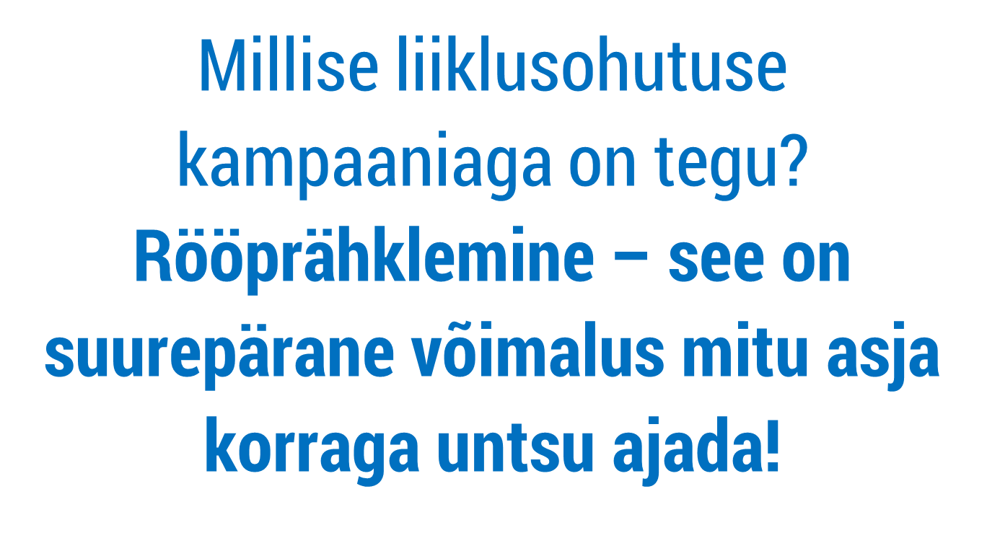 Millise liiklusohutuse
kampaaniaga on tegu?
Rööprähklemine – see on
suurepärane võimalus mitu asja
korraga untsu ajada!